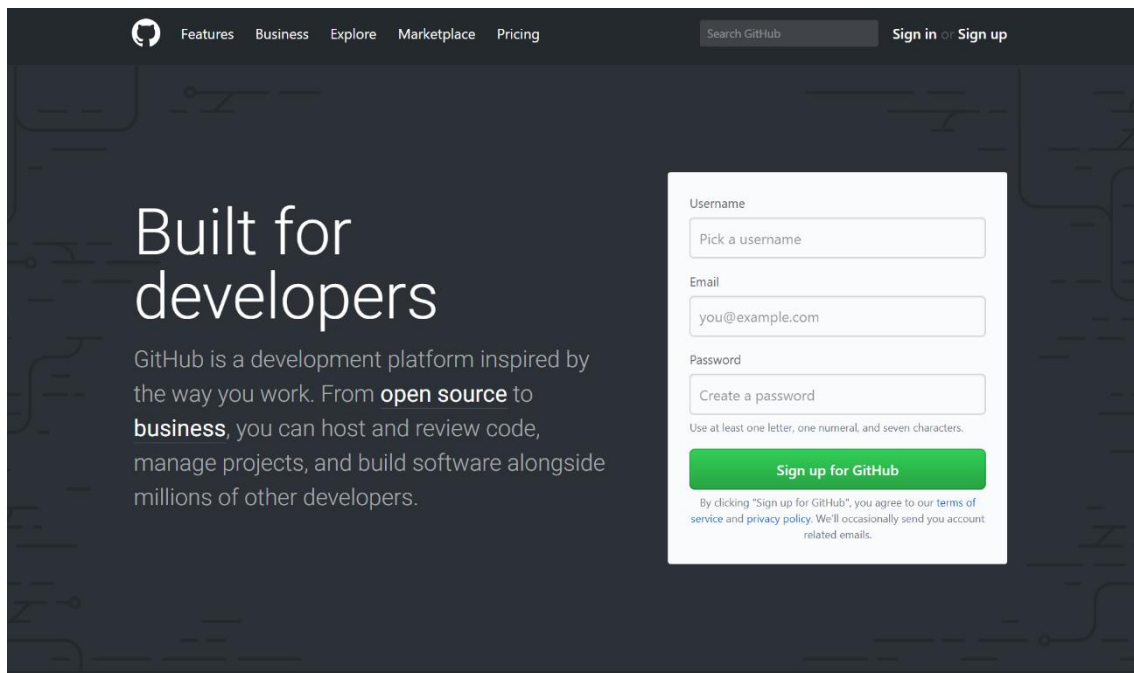 Features Business Explore Marketplace Pricing Search GitHub Sign in or Sign up
Built for
developers
GitHub is a development platform inspired by
the way you work. From open source to
business, you can host and review code,
manage projects, and build software alongside
millions of other developers.
Username
Pick a username
Email
you@example.com
Password
Create a password
Use at least one letter, one numeral, and seven characters.
Sign up for GitHub
By clicking "Sign up for GitHub", you agree to our terms of
service and privacy policy. We'll occasionally send you account
related emails.